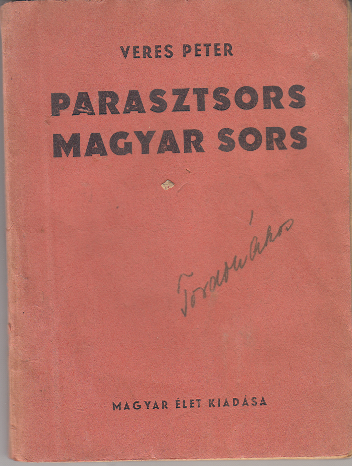 VERES PETER
PARASZTSORS
MAGYAR SORS
MAGYAR ÉLET KIADÁSA